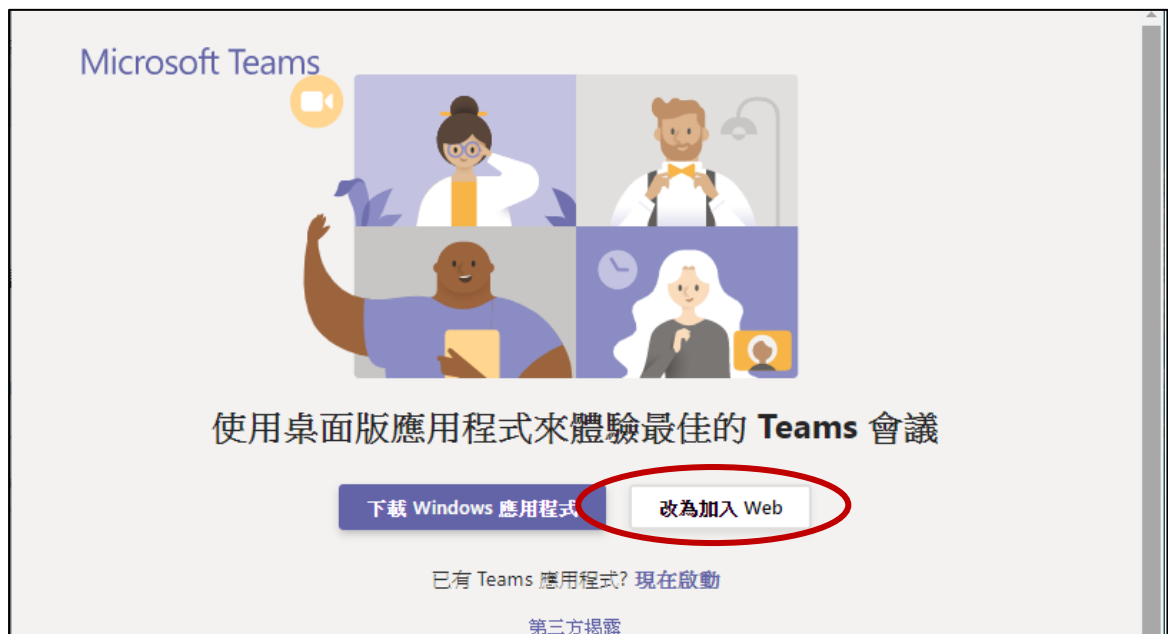 Microsoft Teams
使用桌面版應用程式來體驗最佳的 Teams 會議
下載 Windows 應用程式
改為加入 Web
已有 Teams 應用程式? 現在啟動
第三方揭露